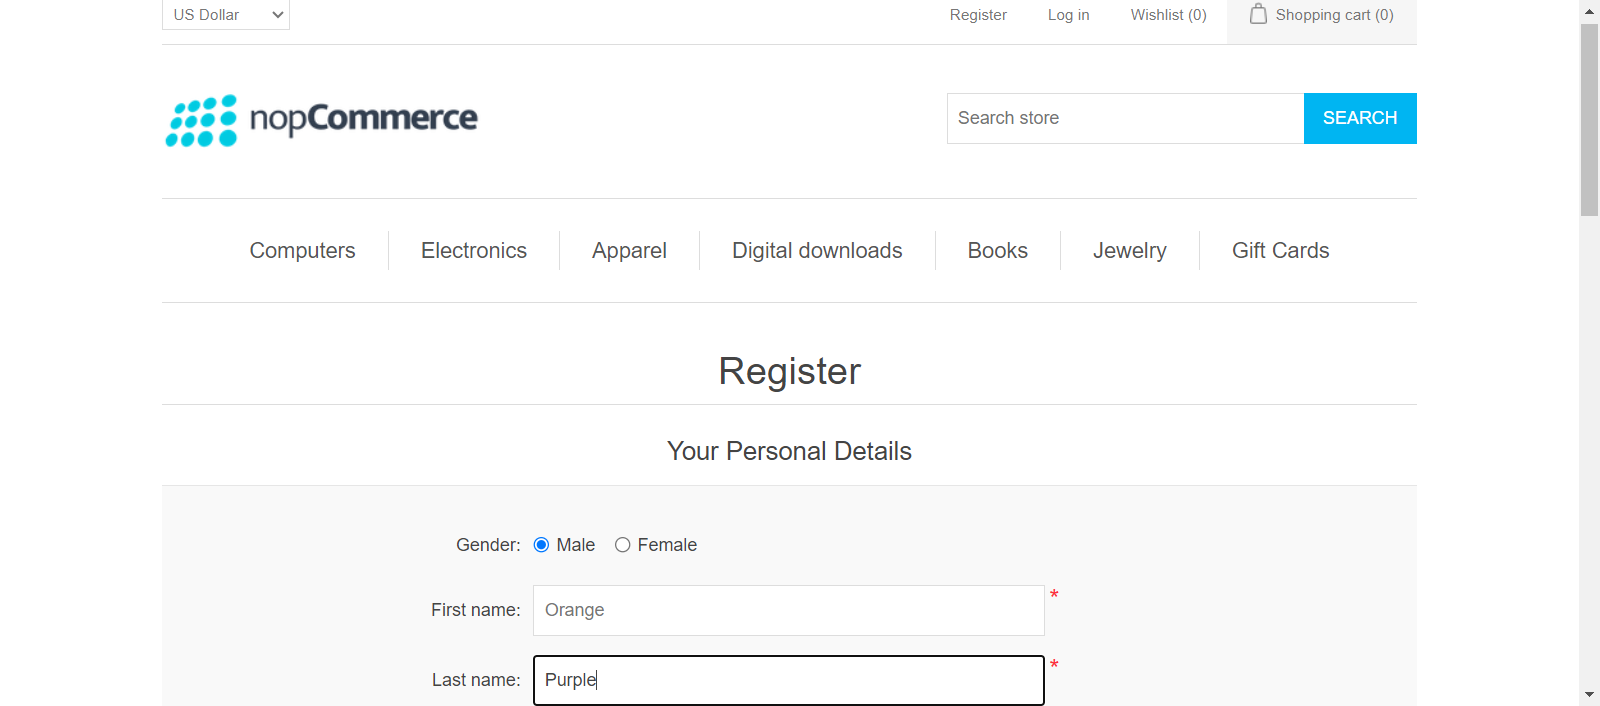 US Dollar Register Log in Wishlist (0) Shopping cart (0)
nopCommerce
Search store SEARCH
Computers Electronics Apparel Digital downloads Books Jewelry Gift Cards
Register
Your Personal Details
Gender: Male Female
First name: Orange *
Last name: Purple *